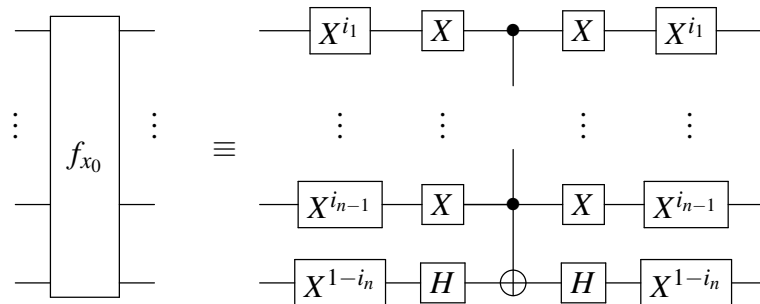 $X^{i_1}$ $X$ $X$ $X^{i_1}$
⋮ ⋮ ⋮ ⋮ ⋮ ⋮
$f_{x_0}$ ≡
$X^{i_{n-1}}$ $X$ $X$ $X^{i_{n-1}}$
$X^{1-i_n}$ $H$ $H$ $X^{1-i_n}$